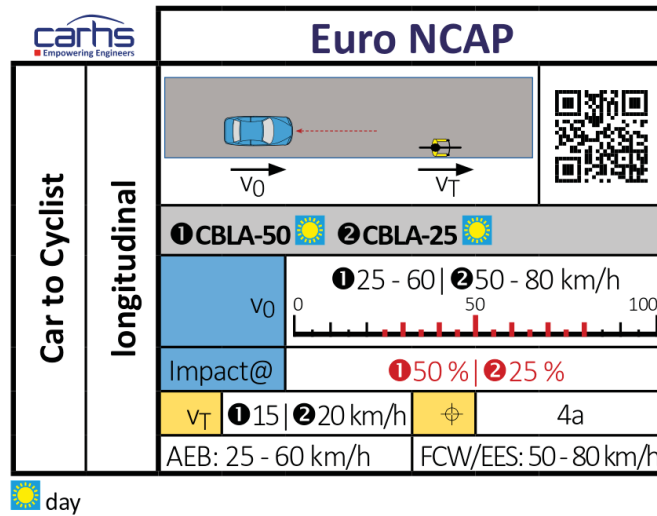 carhs
Empowering Engineers
Euro NCAP
Car to Cyclist
longitudinal
v0
vT
❶CBLA-50 ❷CBLA-25
v0
❶25 - 60 | ❷50 - 80 km/h
0 50 100
Impact@
❶50 % | ❷25 %
vT
❶15 | ❷20 km/h
4a
AEB: 25 - 60 km/h
FCW/EES: 50 - 80 km/h
day